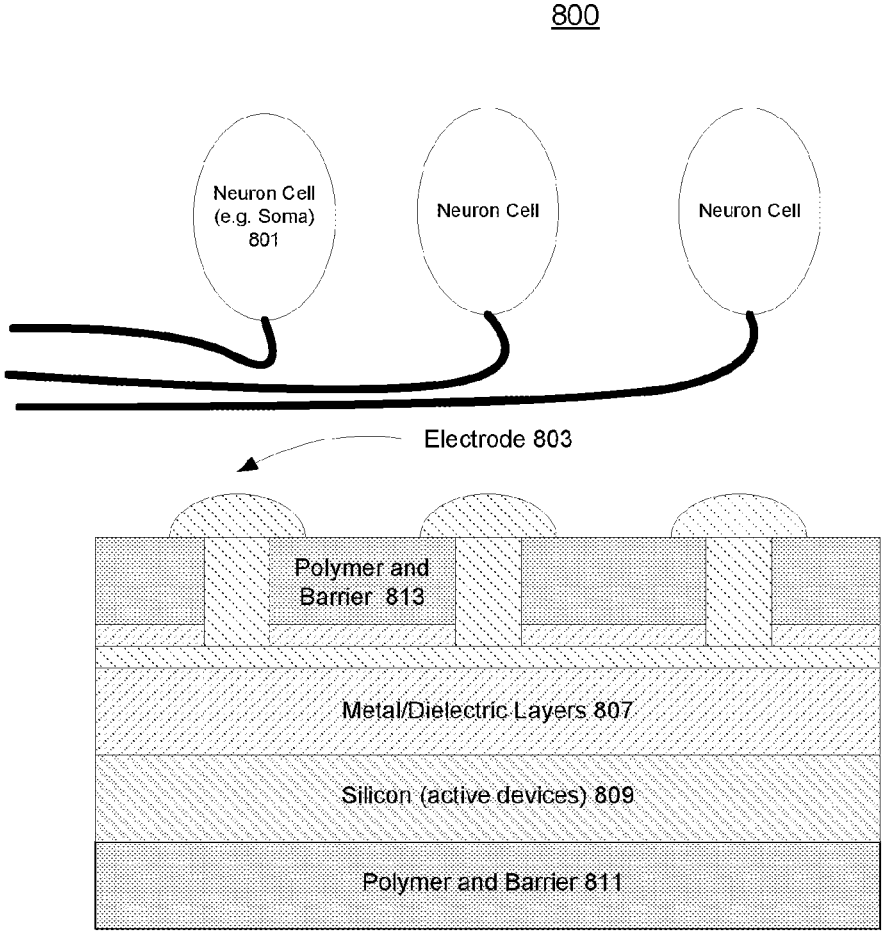 800
Neuron Cell
(e.g. Soma)
801
Neuron Cell
Neuron Cell
Electrode 803
Polymer and
Barrier 813
Metal/Dielectric Layers 807
Silicon (active devices) 809
Polymer and Barrier 811